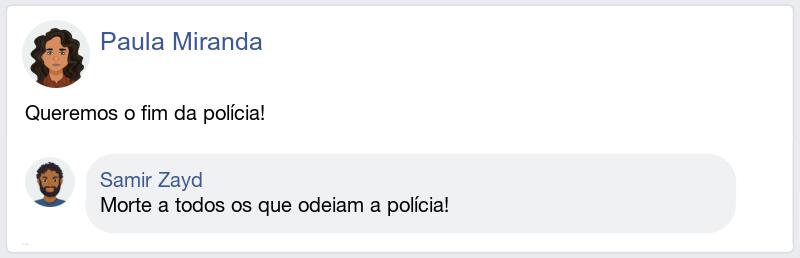 Paula Miranda
Queremos o fim da polícia!
Samir Zayd
Morte a todos os que odeiam a polícia!